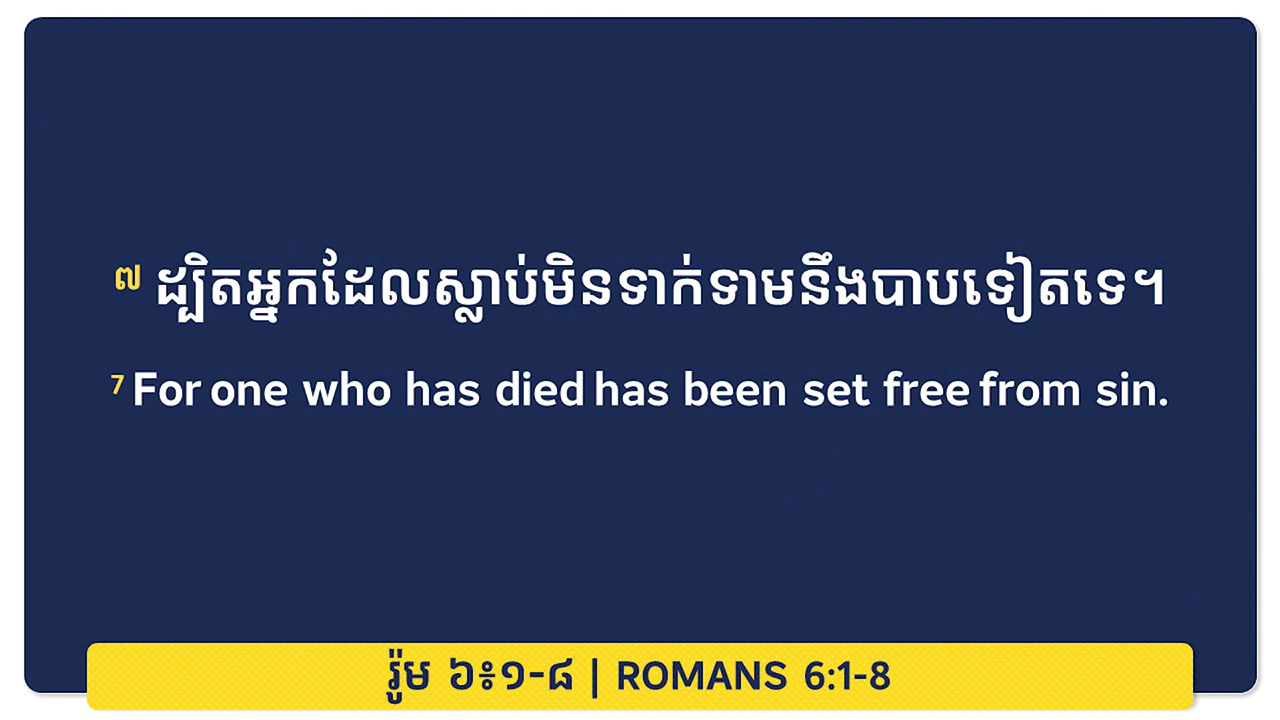 ៧ ដ្បិតអ្នកដែលស្លាប់មិនទាក់ទាមនឹងបាបទៀតទេ។
7 For one who has died has been set free from sin.
រ៉ូម ៦៖១-៨ | ROMANS 6:1-8